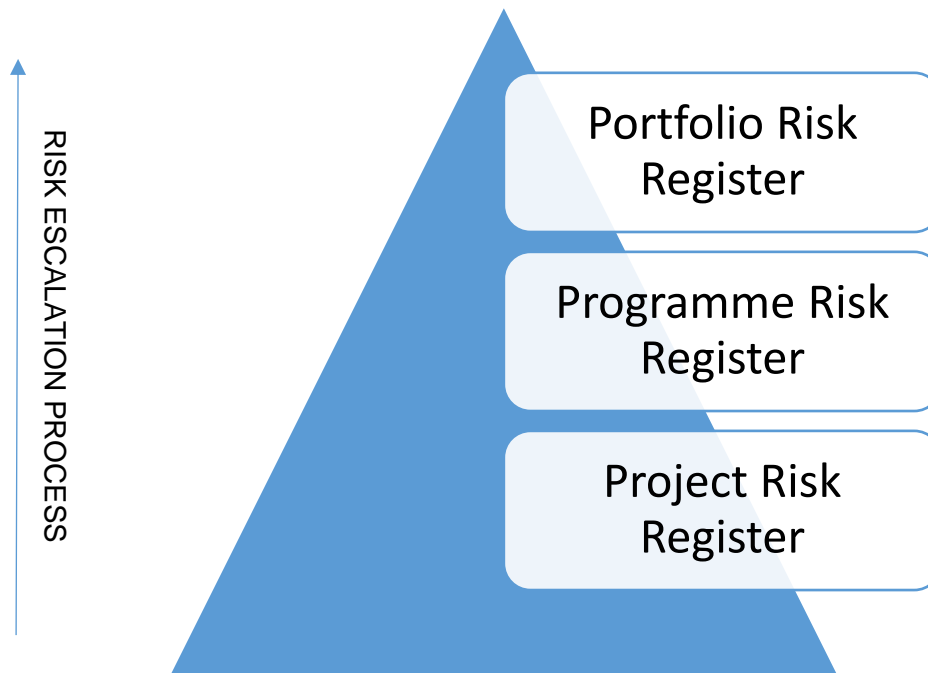 RISK ESCALATION PROCESS
Portfolio Risk
Register
Programme Risk
Register
Project Risk
Register